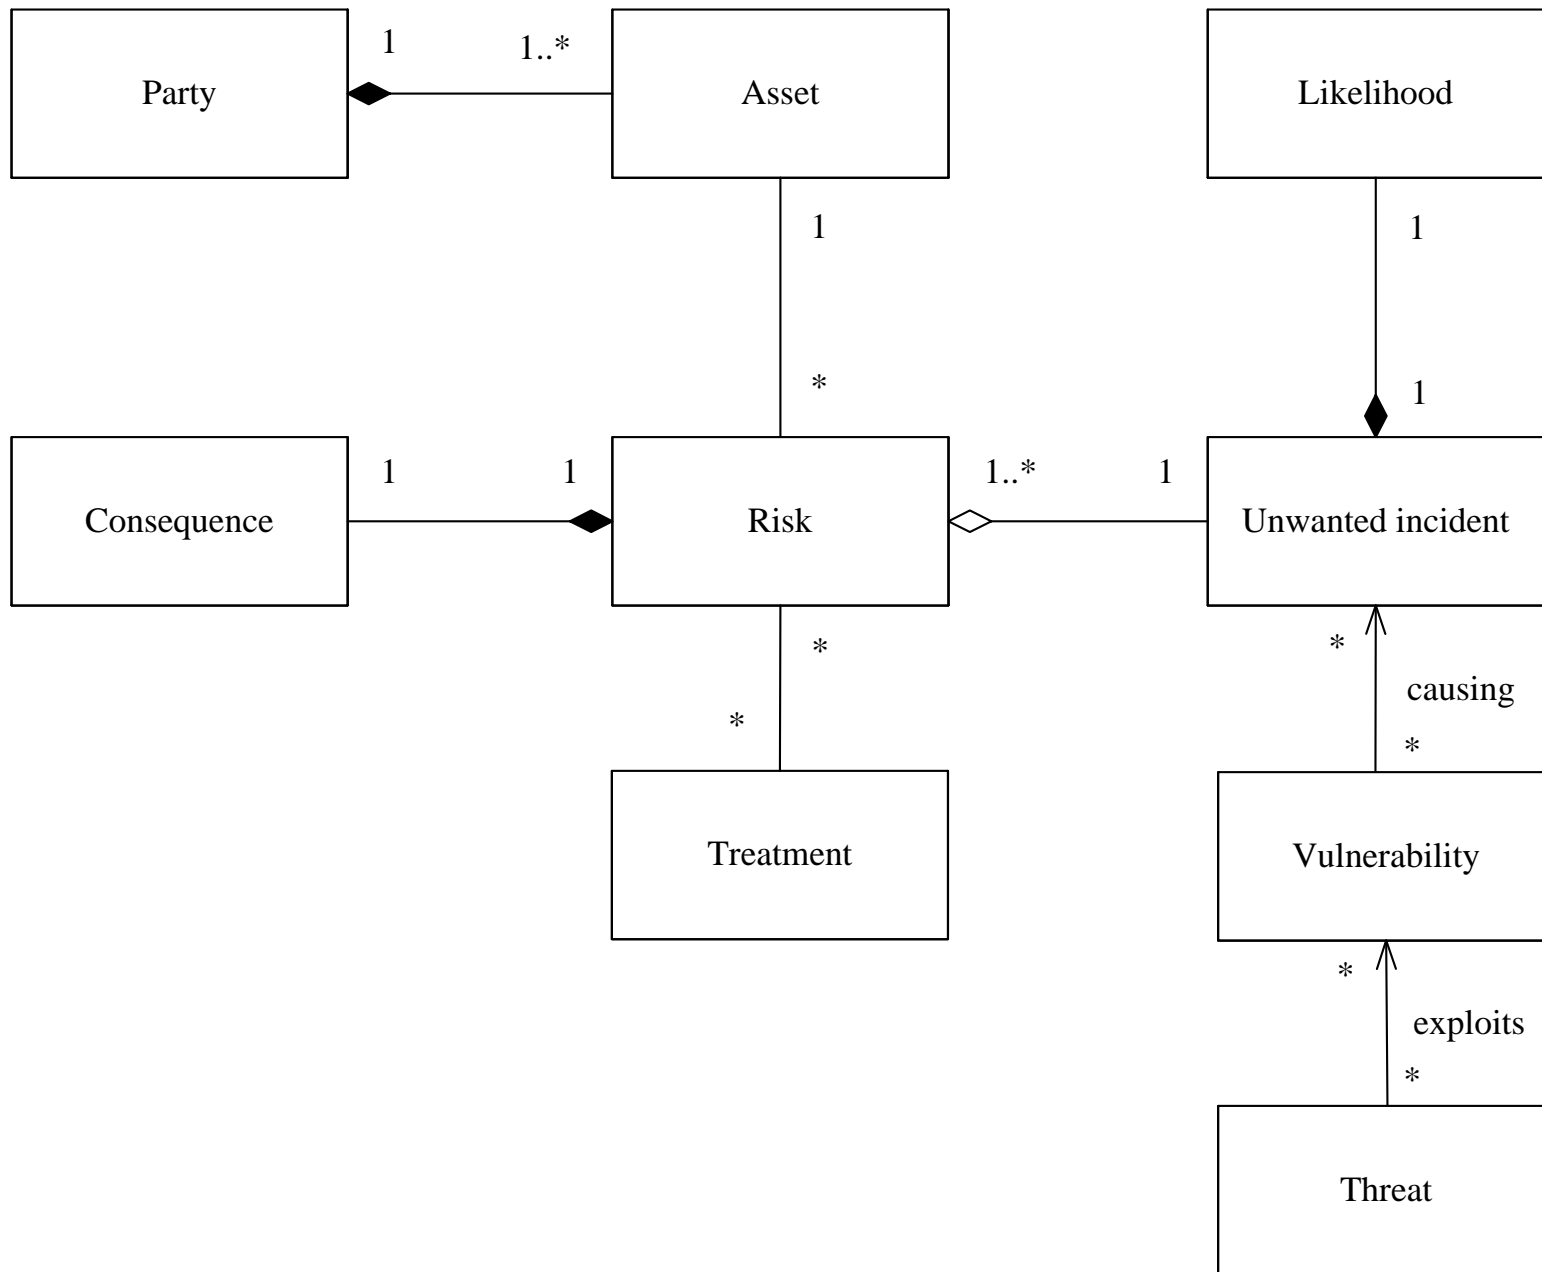 1
1..*
Party
Asset
Likelihood
1
1
*
1
1
1
1..*
1
Consequence
Risk
Unwanted incident
*
*
causing
*
*
Treatment
Vulnerability
*
exploits
*
Threat